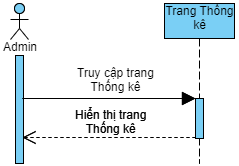 Trang Thống
kê
Admin
Truy cập trang
Thống kê
Hiển thị trang
Thống kê